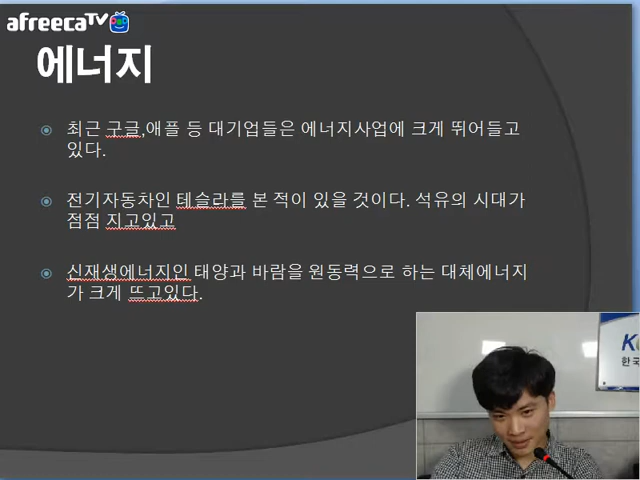 afreecaTV
에너지
최근 구글,애플 등 대기업들은 에너지사업에 크게 뛰어들고
있다.
전기자동차인 테슬라를 본 적이 있을 것이다. 석유의 시대가
점점 지고있고
신재생에너지인 태양과 바람을 원동력으로 하는 대체에너지
가 크게 뜨고있다.
한국